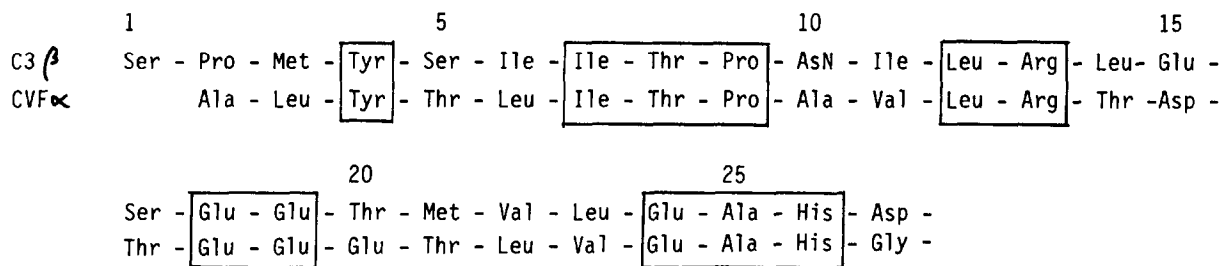 1 5 10 15
C3 β Ser - Pro - Met - Tyr - Ser - Ile - Ile - Thr - Pro - AsN - Ile - Leu - Arg - Leu- Glu -
CVF∝ Ala - Leu - Tyr - Thr - Leu - Ile - Thr - Pro - Ala - Val - Leu - Arg - Thr -Asp -
20 25
Ser - Glu - Glu - Thr - Met - Val - Leu - Glu - Ala - His - Asp -
Thr - Glu - Glu - Glu - Thr - Leu - Val - Glu - Ala - His - Gly -